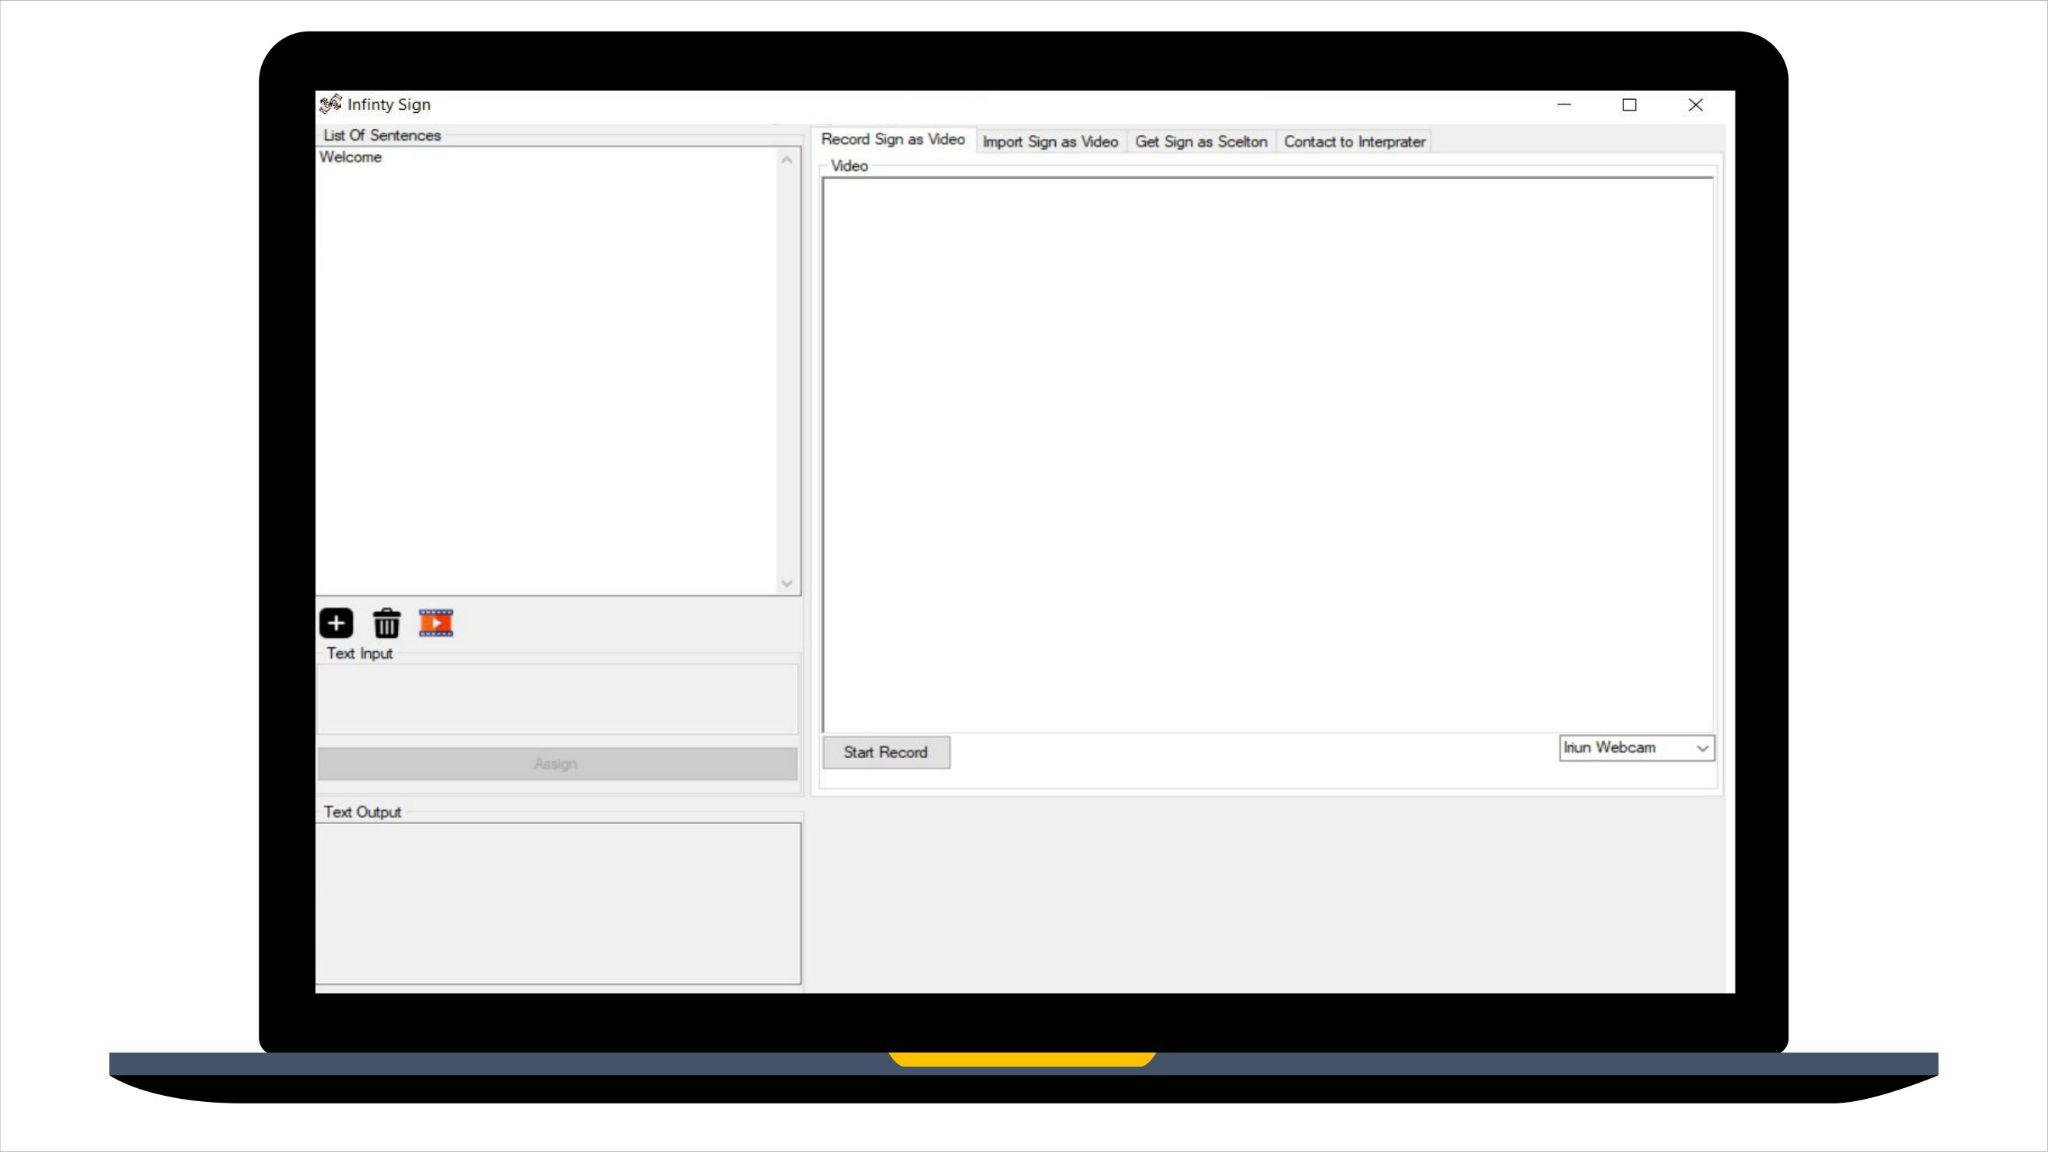 Infinty Sign
List Of Sentences
Welcome
Text Input
Assign
Text Output
Record Sign as Video
Import Sign as Video
Get Sign as Scelton
Contact to Interprater
Video
Start Record
Iriun Webcam